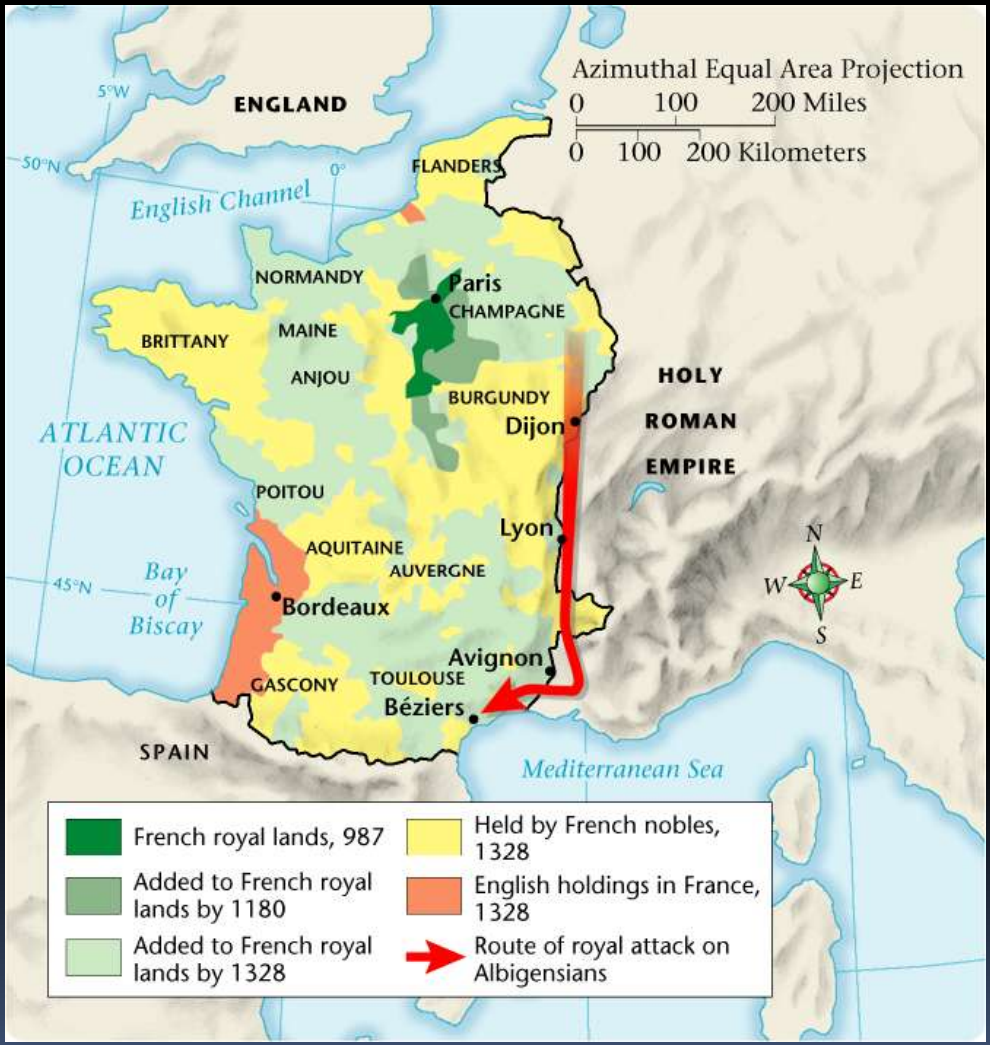 Azimuthal Equal Area Projection
0 100 200 Miles
0 100 200 Kilometers
5°W
ENGLAND
50°N
0°
FLANDERS
English Channel
NORMANDY
Paris
CHAMPAGNE
BRITTANY
MAINE
ANJOU
BURGUNDY
Dijon
HOLY
ROMAN
EMPIRE
ATLANTIC
OCEAN
POITOU
Lyon
AQUITAINE
AUVERGNE
N
W E
S
45°N
Bay
of
Biscay
Bordeaux
Avignon
GASCONY
TOULOUSE
Béziers
SPAIN
Mediterranean Sea
French royal lands, 987
Added to French royal
lands by 1180
Added to French royal
lands by 1328
Held by French nobles,
1328
English holdings in France,
1328
Route of royal attack on
Albigensians